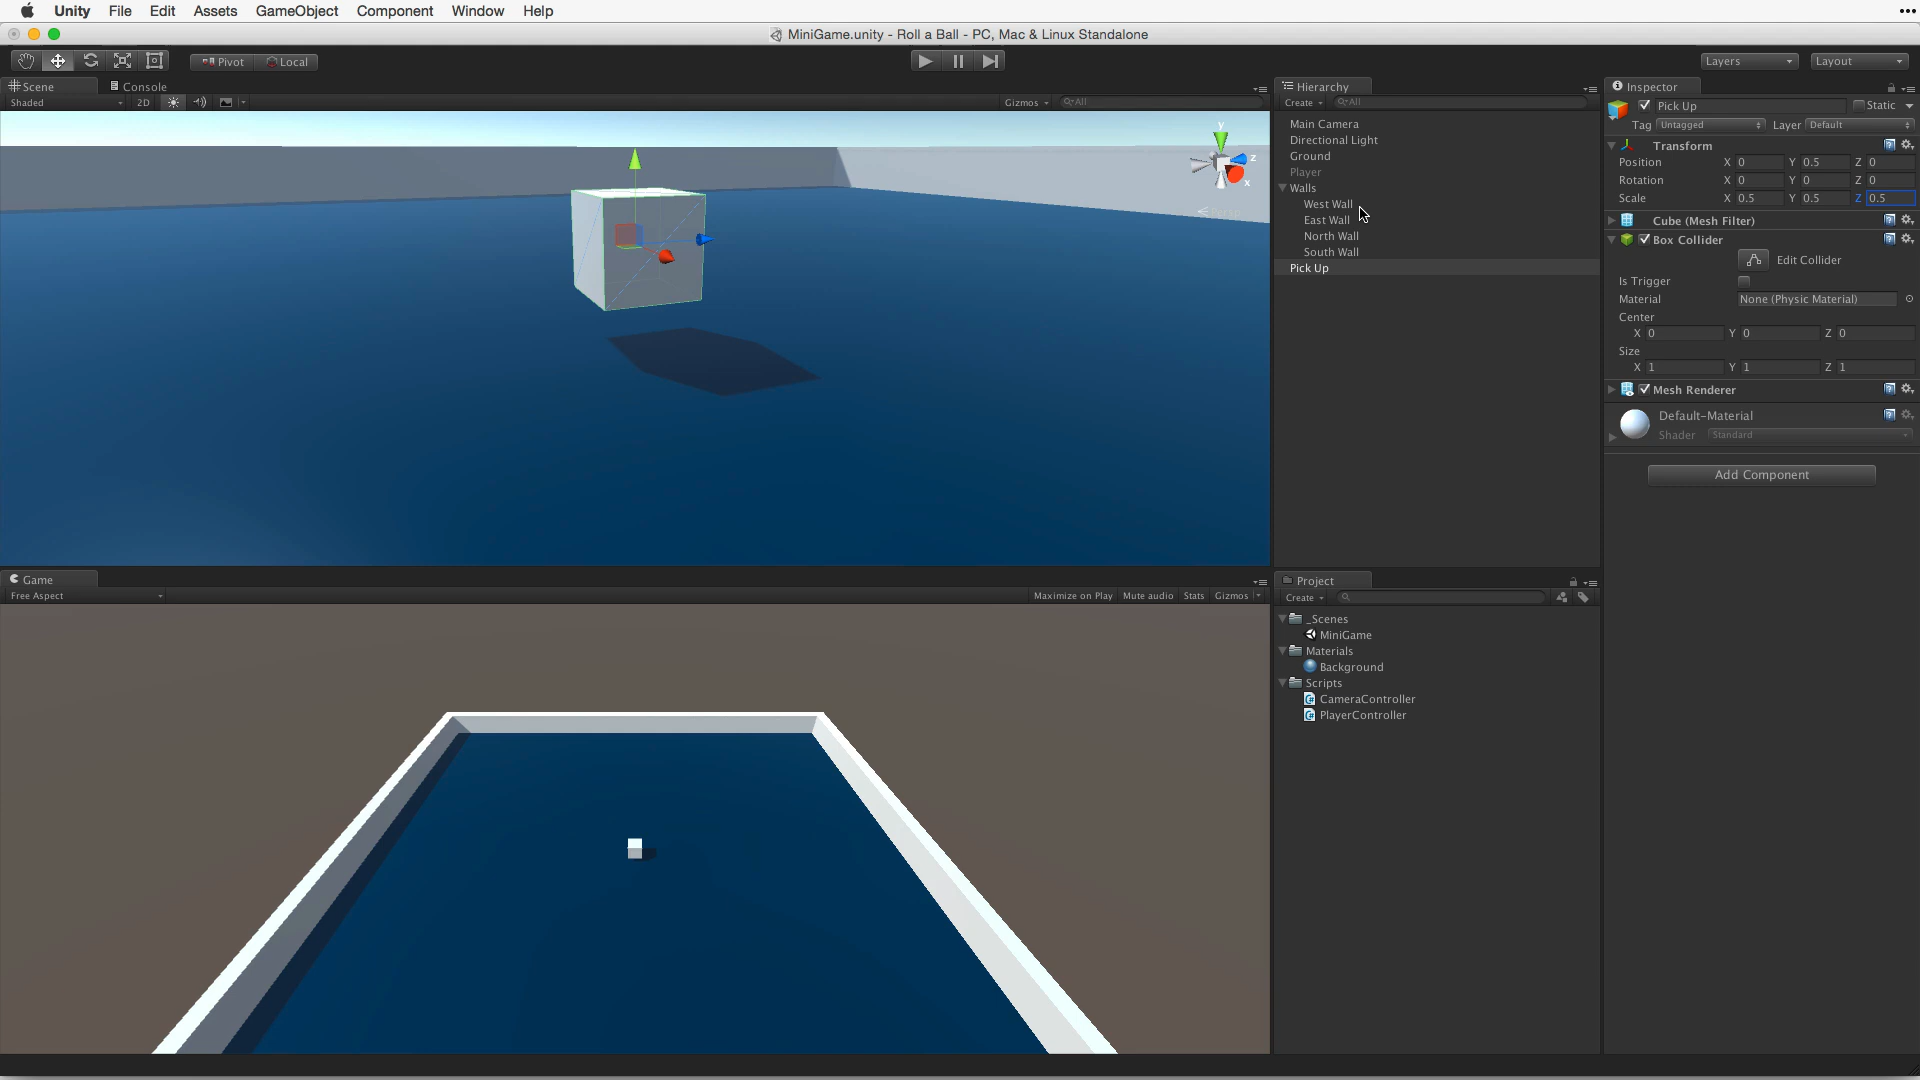 Unity File Edit Assets GameObject Component Window Help
MiniGame.unity - Roll a Ball - PC, Mac & Linux Standalone
Pivot Local
Layers Layout
Scene Console
Shaded 2D Gizmos All
y
z
x
Persp
Game
Free Aspect Maximize on Play Mute audio Stats Gizmos
Hierarchy
Create All
Main Camera
Directional Light
Ground
Player
Walls
West Wall
East Wall
North Wall
South Wall
Pick Up
Project
Create
_Scenes
MiniGame
Materials
Background
Scripts
CameraController
PlayerController
Inspector
Pick Up Static
Tag Untagged Layer Default
Transform
Position X 0 Y 0.5 Z 0
Rotation X 0 Y 0 Z 0
Scale X 0.5 Y 0.5 Z 0.5
Cube (Mesh Filter)
Box Collider
Edit Collider
Is Trigger
Material None (Physic Material)
Center
X 0 Y 0 Z 0
Size
X 1 Y 1 Z 1
Mesh Renderer
Default-Material
Shader Standard
Add Component